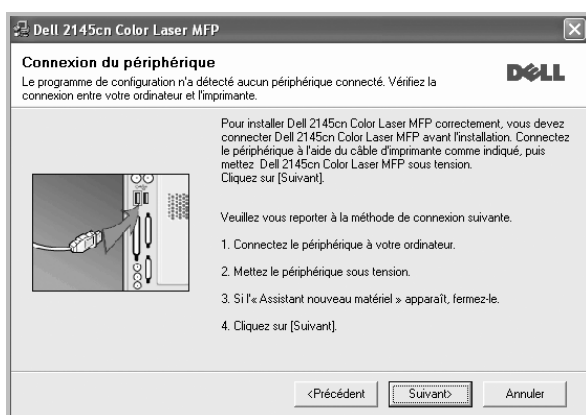 Dell 2145cn Color Laser MFP
Connexion du périphérique
Le programme de configuration n'a détecté aucun périphérique connecté. Vérifiez la
connexion entre votre ordinateur et l'imprimante.
DELL
Pour installer Dell 2145cn Color Laser MFP correctement, vous devez
connecter Dell 2145cn Color Laser MFP avant l'installation. Connectez
le périphérique à l'aide du câble d'imprimante comme indiqué, puis
mettez Dell 2145cn Color Laser MFP sous tension.
Cliquez sur [Suivant].
Veuillez vous reporter à la méthode de connexion suivante.
1. Connectez le périphérique à votre ordinateur.
2. Mettez le périphérique sous tension.
3. Si l'« Assistant nouveau matériel » apparaît, fermez-le.
4. Cliquez sur [Suivant].
<Précédent
Suivant>
Annuler